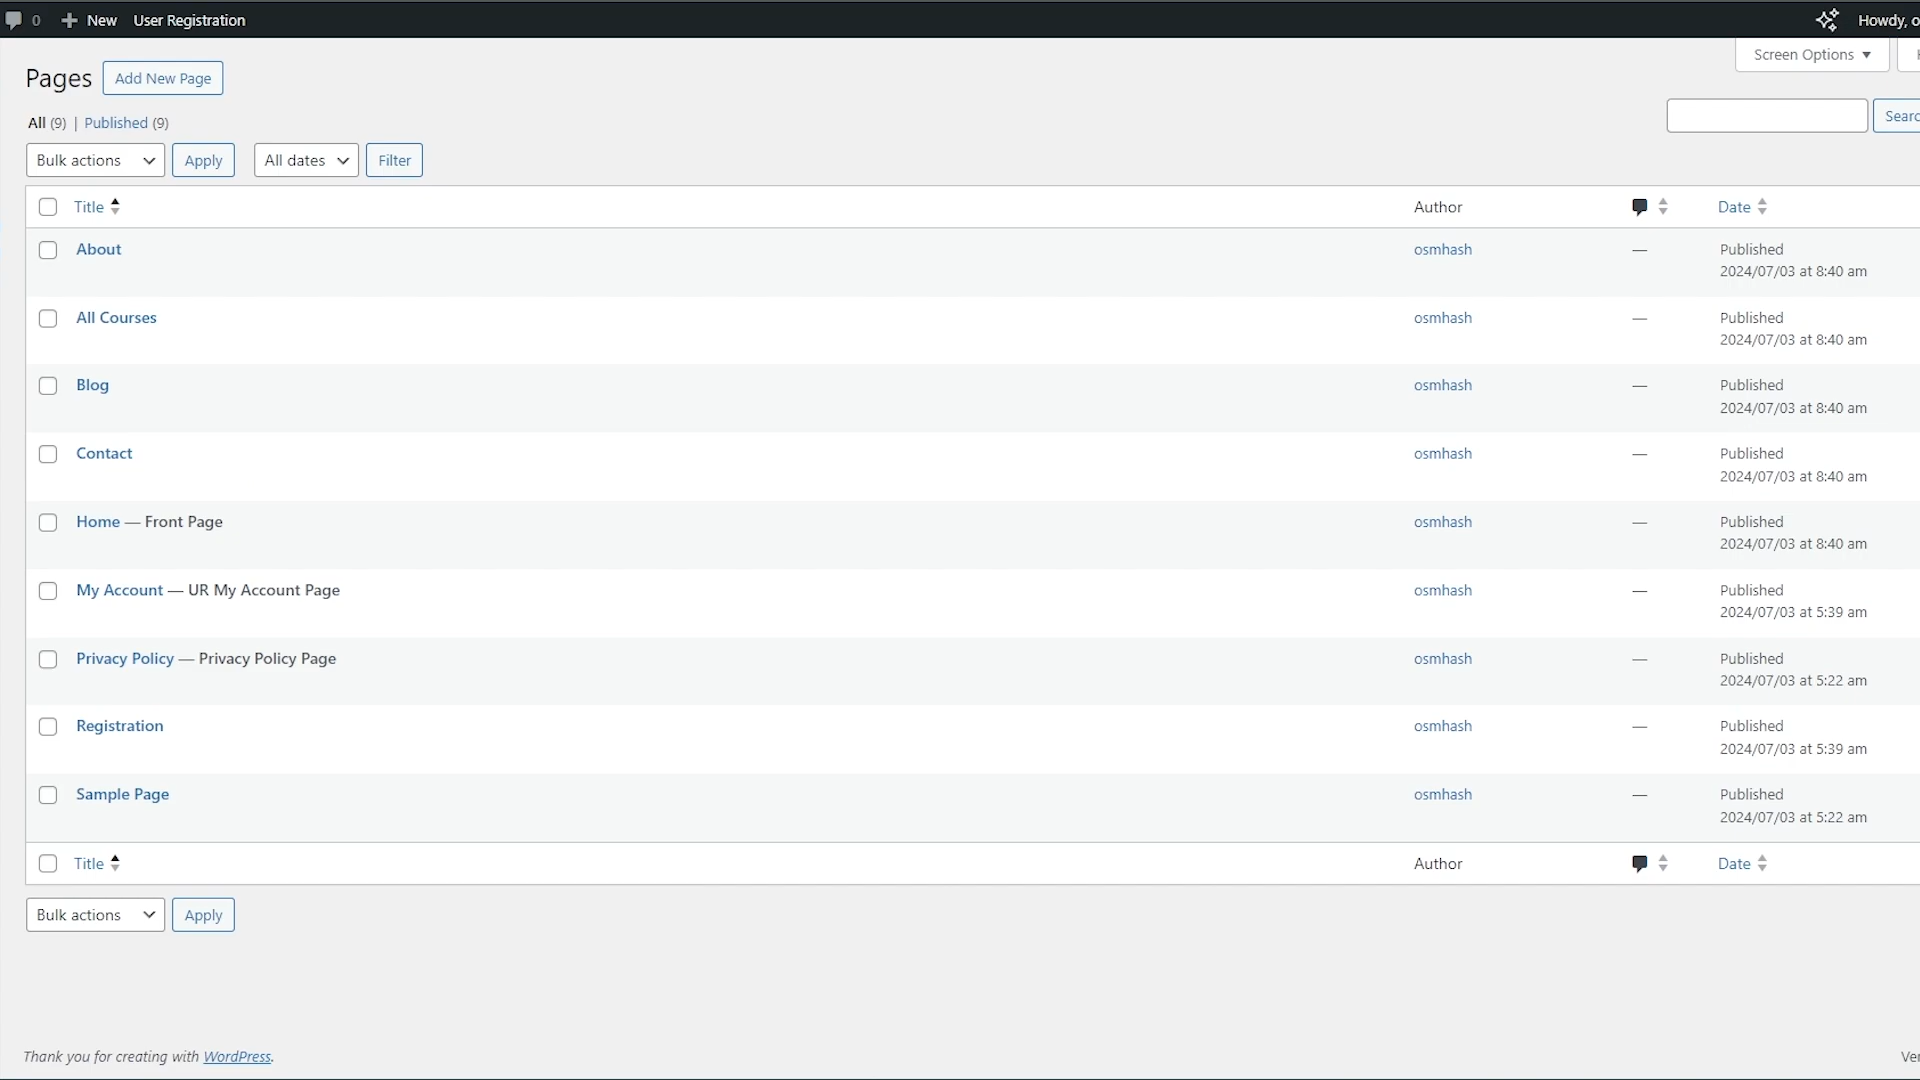 0 New User Registration Howdy, o
Screen Options
Pages Add New Page
All (9) | Published (9)
Searc
Bulk actions Apply All dates Filter
Title Author Date
About osmhash — Published
2024/07/03 at 8:40 am
All Courses osmhash — Published
2024/07/03 at 8:40 am
Blog osmhash — Published
2024/07/03 at 8:40 am
Contact osmhash — Published
2024/07/03 at 8:40 am
Home — Front Page osmhash — Published
2024/07/03 at 8:40 am
My Account — UR My Account Page osmhash — Published
2024/07/03 at 5:39 am
Privacy Policy — Privacy Policy Page osmhash — Published
2024/07/03 at 5:22 am
Registration osmhash — Published
2024/07/03 at 5:39 am
Sample Page osmhash — Published
2024/07/03 at 5:22 am
Title Author Date
Bulk actions Apply
Thank you for creating with WordPress. Ver